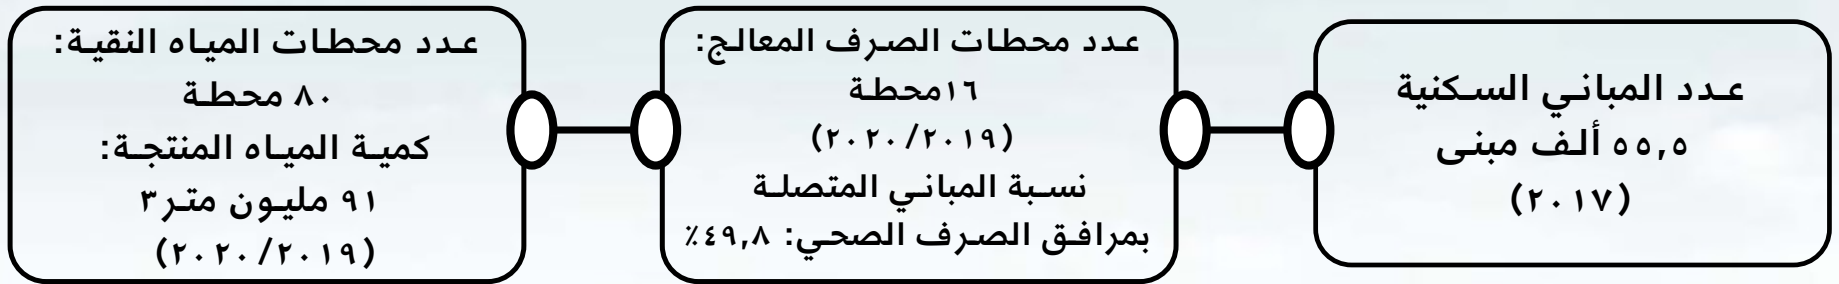 عدد المباني السكنية
٥٥,٥ ألف مبنى
(٢٠١٧)
عدد محطات الصرف المعالج:
١٦محطة
(٢٠٢٠/٢٠١٩)
نسبة المباني المتصلة
بمرافق الصرف الصحي: ٤٩,٨٪
عدد محطات المياه النقية:
٨٠ محطة
كمية المياه المنتجة:
٩١ مليون متر٣
(٢٠٢٠/٢٠١٩)